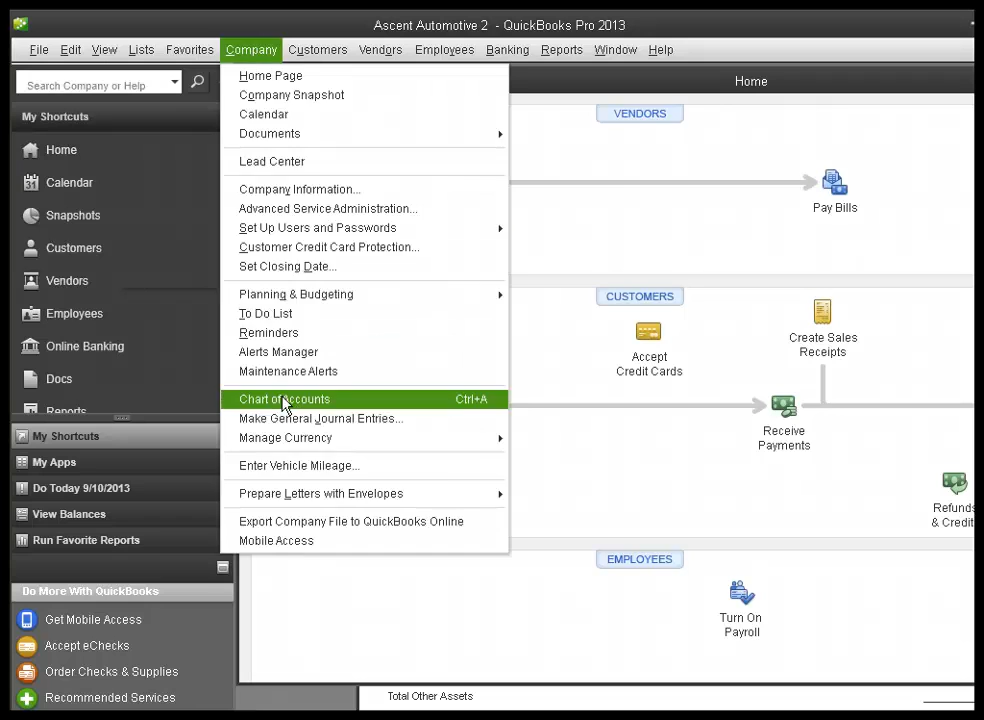 Ascent Automotive 2 - QuickBooks Pro 2013
File Edit View Lists Favorites Company Customers Vendors Employees Banking Reports Window Help
Search Company or Help
My Shortcuts
Home
Calendar
Snapshots
Customers
Vendors
Employees
Online Banking
Docs
Reports
My Shortcuts
My Apps
Do Today 9/10/2013
View Balances
Run Favorite Reports
Do More With QuickBooks
Get Mobile Access
Accept eChecks
Order Checks & Supplies
Recommended Services
Home Page
Company Snapshot
Calendar
Documents
Lead Center
Company Information...
Advanced Service Administration...
Set Up Users and Passwords
Customer Credit Card Protection...
Set Closing Date...
Planning & Budgeting
To Do List
Reminders
Alerts Manager
Maintenance Alerts
Chart of Accounts Ctrl+A
Make General Journal Entries...
Manage Currency
Enter Vehicle Mileage...
Prepare Letters with Envelopes
Export Company File to QuickBooks Online
Mobile Access
Home
VENDORS
Pay Bills
CUSTOMERS
Accept
Credit Cards
Create Sales
Receipts
Receive
Payments
Refunds
& Credit
EMPLOYEES
Turn On
Payroll
Total Other Assets